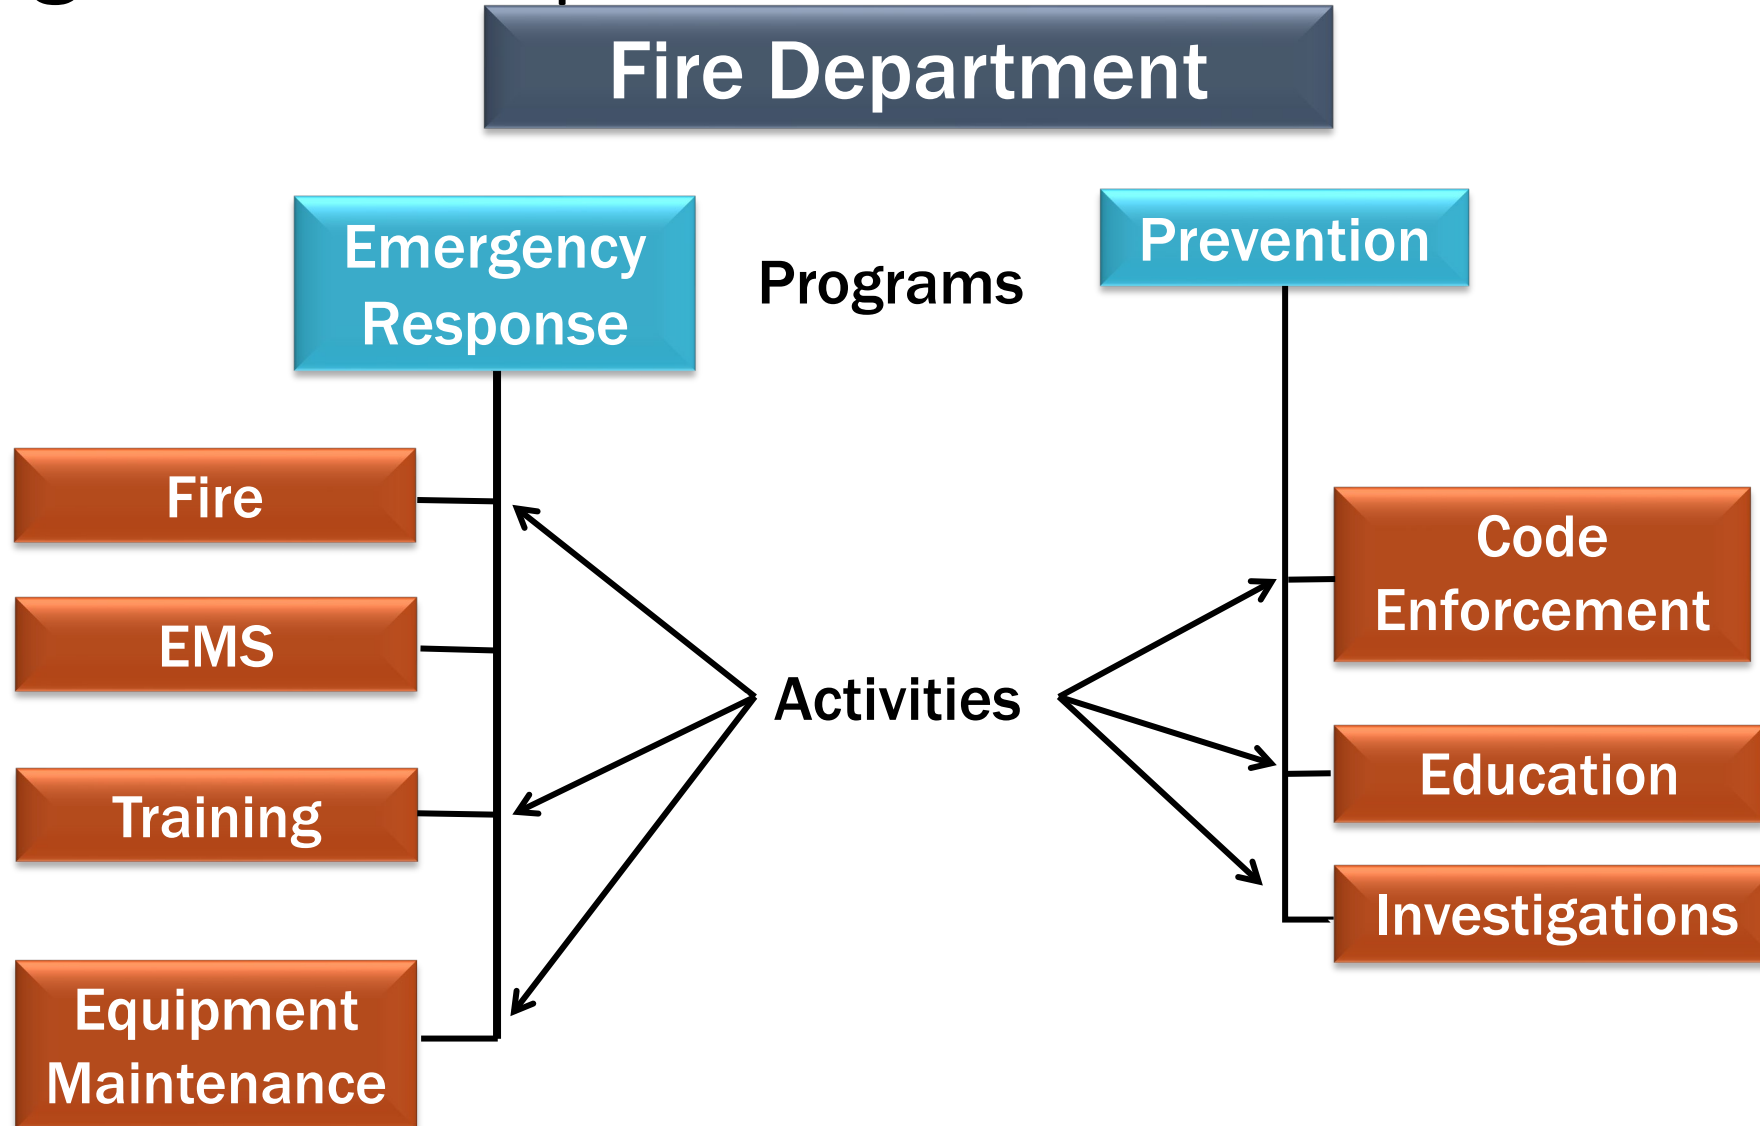 Fire Department
Emergency
Response
Programs
Prevention
Fire
EMS
Training
Equipment
Maintenance
Activities
Code
Enforcement
Education
Investigations